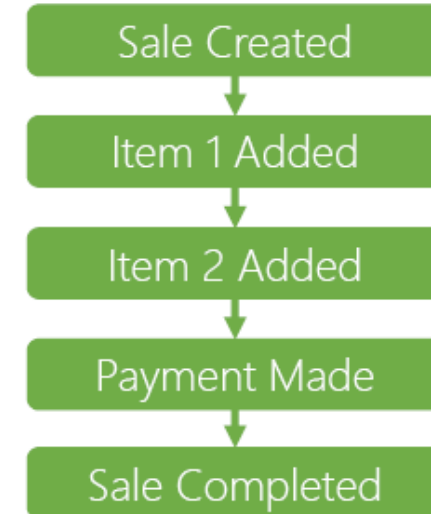 Sale Created
Item 1 Added
Item 2 Added
Payment Made
Sale Completed